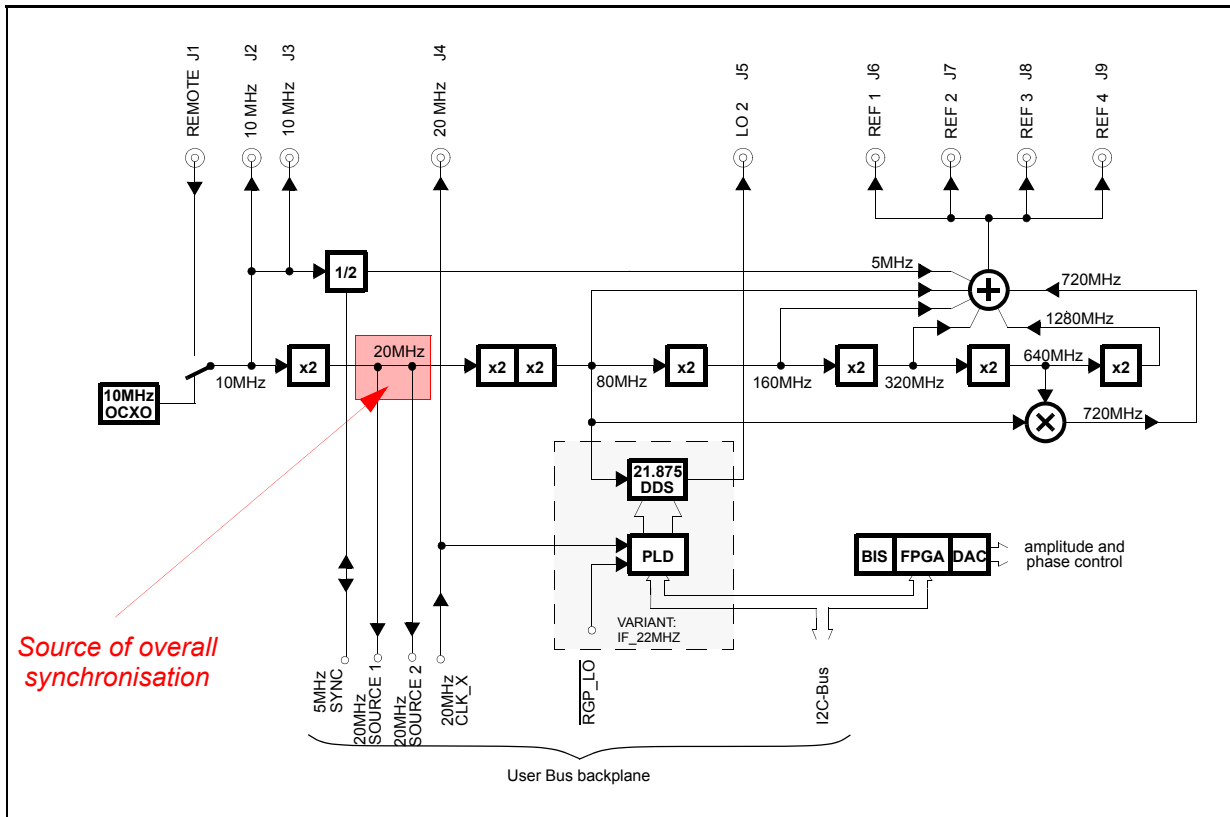 REMOTE J1
10 MHz J2
10 MHz J3
20 MHz J4
LO 2 J5
REF 1 J6
REF 2 J7
REF 3 J8
REF 4 J9
1/2
5MHz
720MHz
1280MHz
10MHz
OCXO
10MHz
x2
20MHz
x2
x2
80MHz
x2
160MHz
x2
320MHz
x2
640MHz
x2
720MHz
21.875
DDS
PLD
VARIANT:
IF_22MHZ
BIS
FPGA
DAC
amplitude and
phase control
Source of overall
synchronisation
5MHz
SYNC
20MHz
SOURCE 1
20MHz
SOURCE 2
20MHz
CLK_X
RGP_LO
I2C-Bus
User Bus backplane